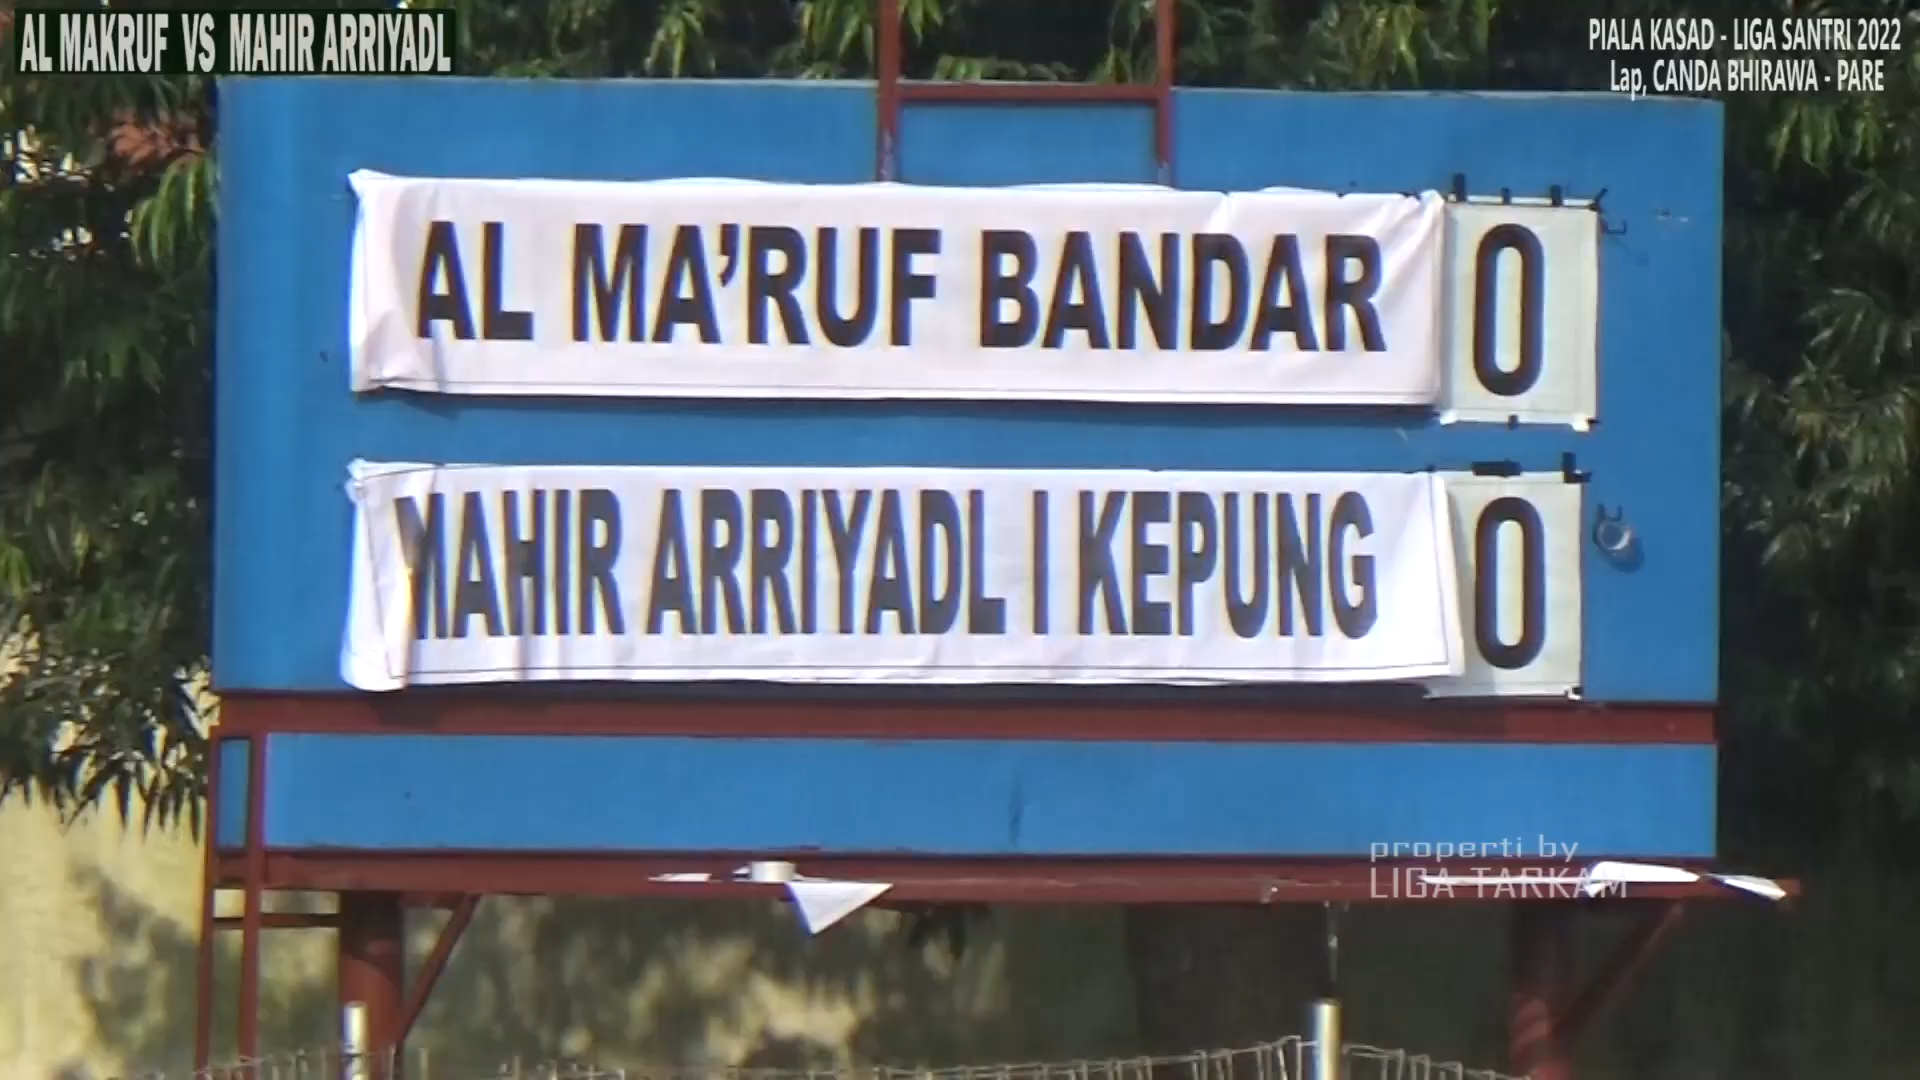 AL MAKRUF VS MAHIR ARRIYADL
PIALA KASAD - LIGA SANTRI 2022
Lap, CANDA BHIRAWA - PARE
AL MA'RUF BANDAR 0
MAHIR ARRIYADL I KEPUNG 0
properti by
LIGA TARKAM